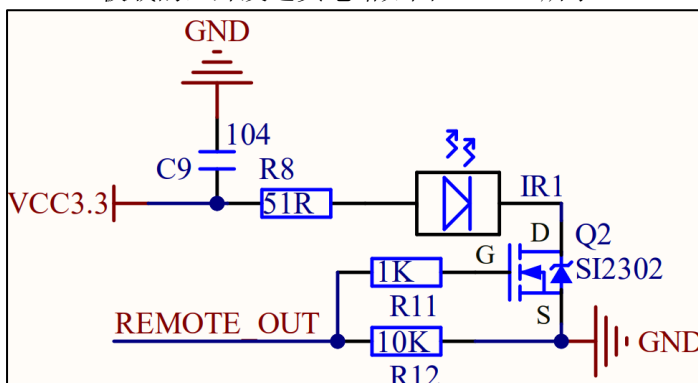 GND
104
C9
R8
IR1
VCC3.3
51R
D
Q2
G
SI2302
1K
R11
S
REMOTE_OUT
10K
GND
R12